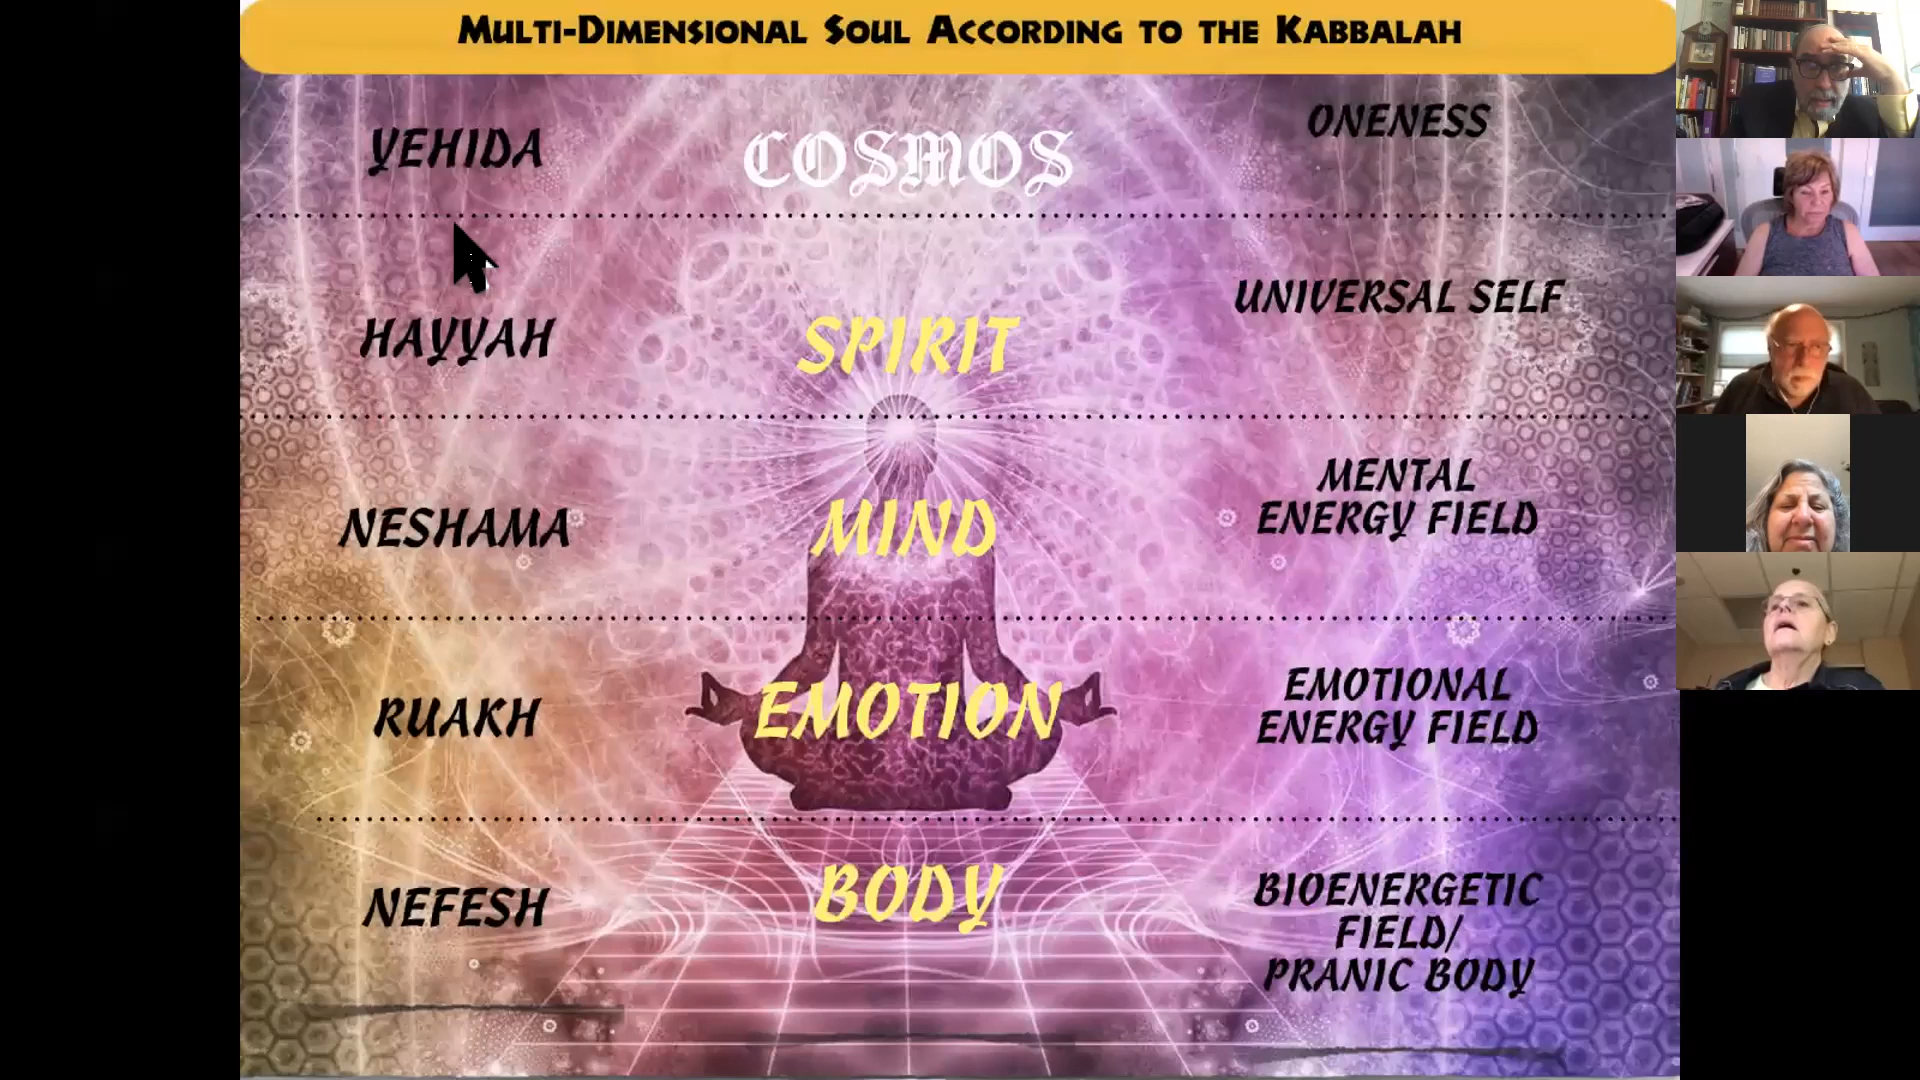 MULTI-DIMENSIONAL SOUL ACCORDING TO THE KABBALAH
YEHIDA
COSMOS
ONENESS
HAYYAH
SPIRIT
UNIVERSAL SELF
NESHAMA
MIND
MENTAL
ENERGY FIELD
RUAKH
EMOTION
EMOTIONAL
ENERGY FIELD
NEFESH
BODY
BIOENERGETIC
FIELD/
PRANIC BODY